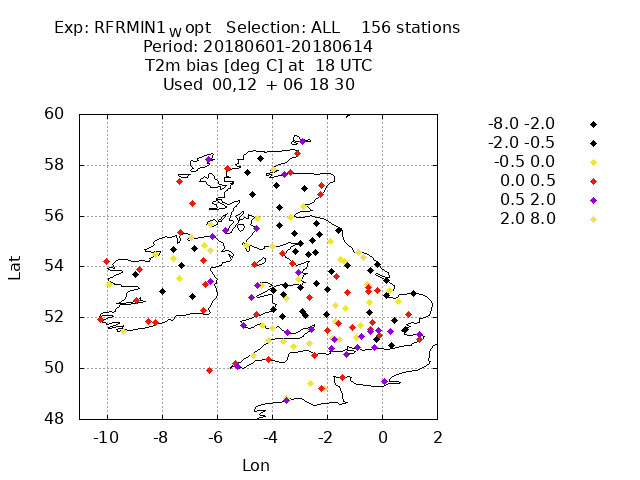 Exp: RFRMIN1Wopt Selection: ALL 156 stations
Period: 20180601-20180614
T2m bias [deg C] at 18 UTC
Used 00,12 + 06 18 30
60
58
56
54
52
50
48
-10 -8 -6 -4 -2 0 2
Lat
Lon
-8.0 -2.0
-2.0 -0.5
-0.5 0.0
0.0 0.5
0.5 2.0
2.0 8.0